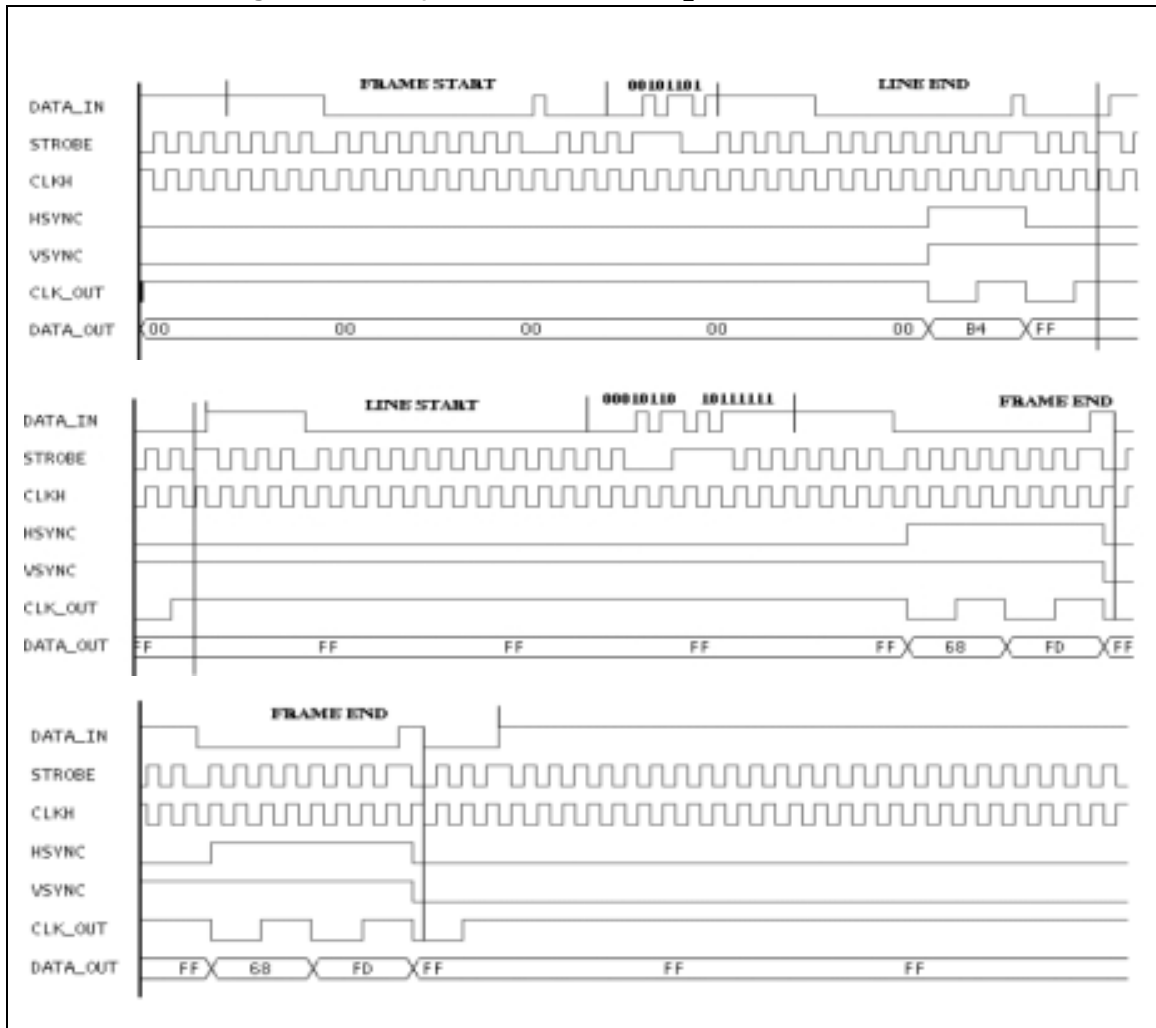 FRAME START 00101101 LINE END
DATA_IN
STROBE
CLKH
HSYNC
VSYNC
CLK_OUT
DATA_OUT 00 00 00 00 00 B4 FF
LINE START 00010110 10111111 FRAME END
DATA_IN
STROBE
CLKH
HSYNC
VSYNC
CLK_OUT
DATA_OUT FF FF FF FF FF 68 FD FF
FRAME END
DATA_IN
STROBE
CLKH
HSYNC
VSYNC
CLK_OUT
DATA_OUT FF 68 FD FF FF FF